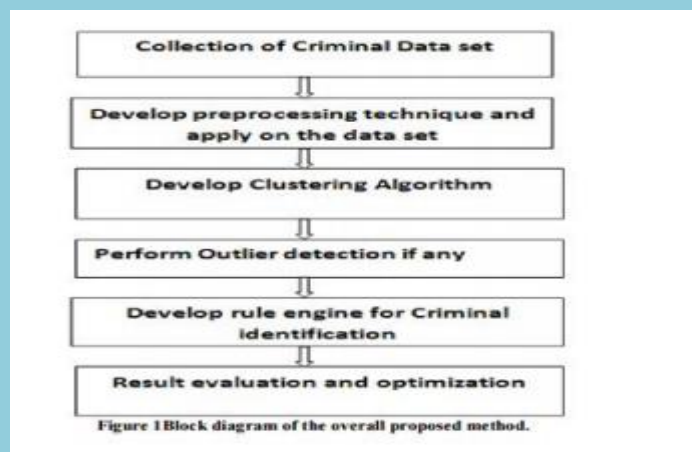 Collection of Criminal Data set
Develop preprocessing technique and
apply on the data set
Develop Clustering Algorithm
Perform Outlier detection if any
Develop rule engine for Criminal
identification
Result evaluation and optimization
Figure 1Block diagram of the overall proposed method.